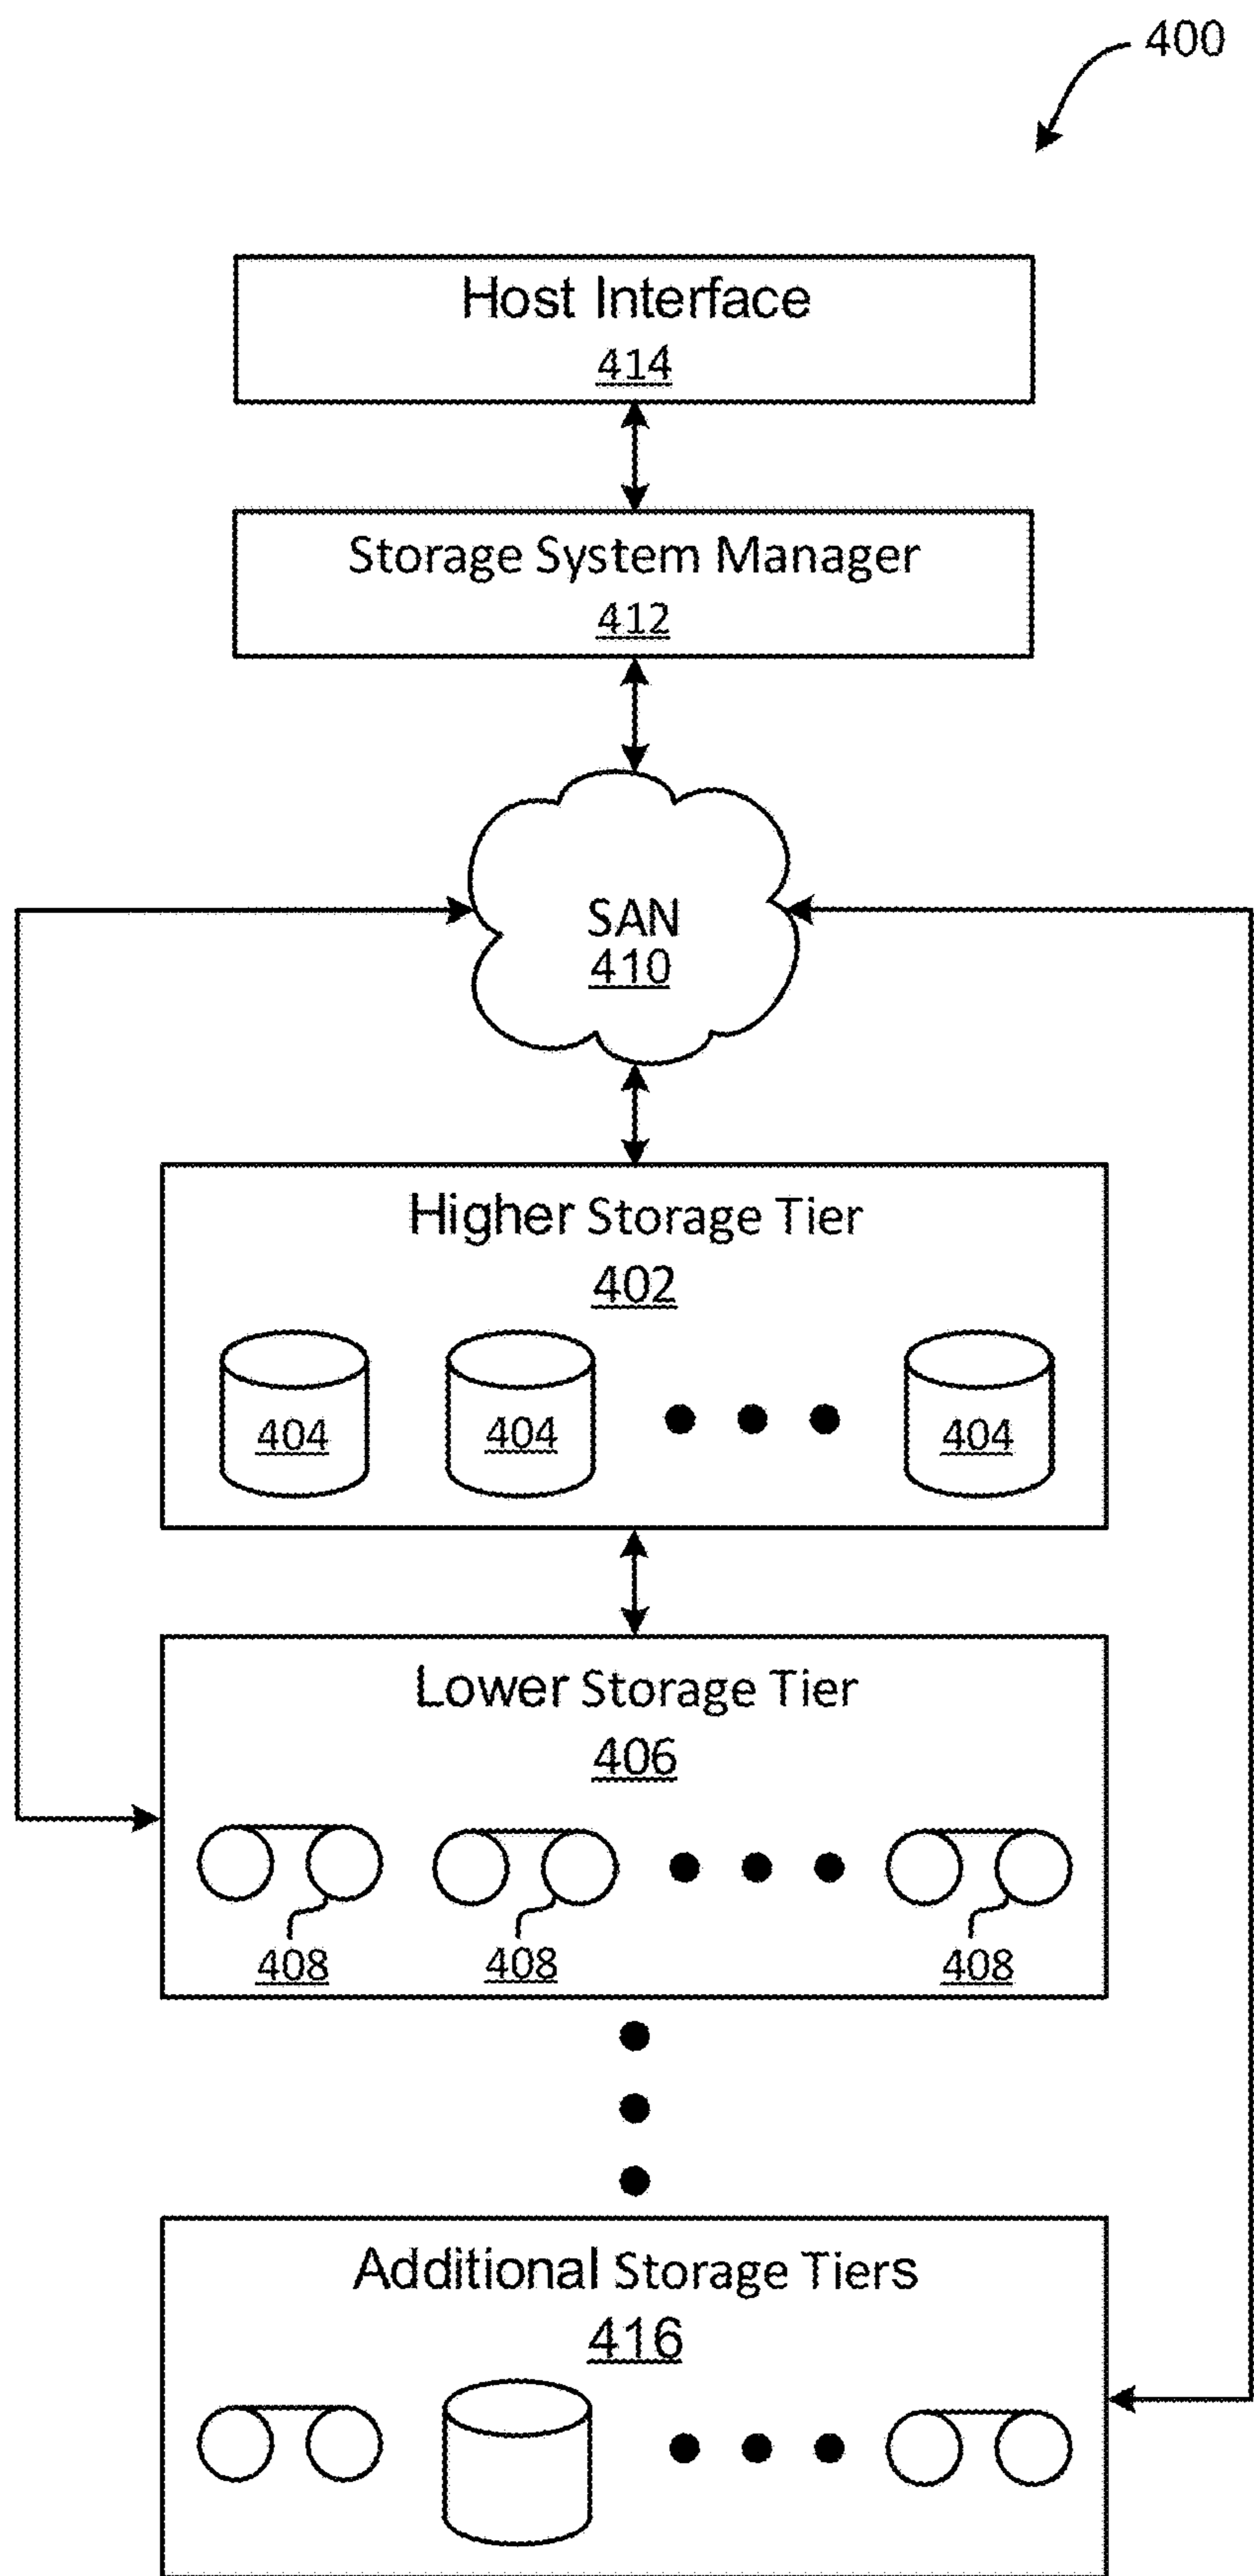 400
Host Interface
414
Storage System Manager
412
SAN
410
Higher Storage Tier
402
404 404 404
Lower Storage Tier
406
408 408 408
Additional Storage Tiers
416